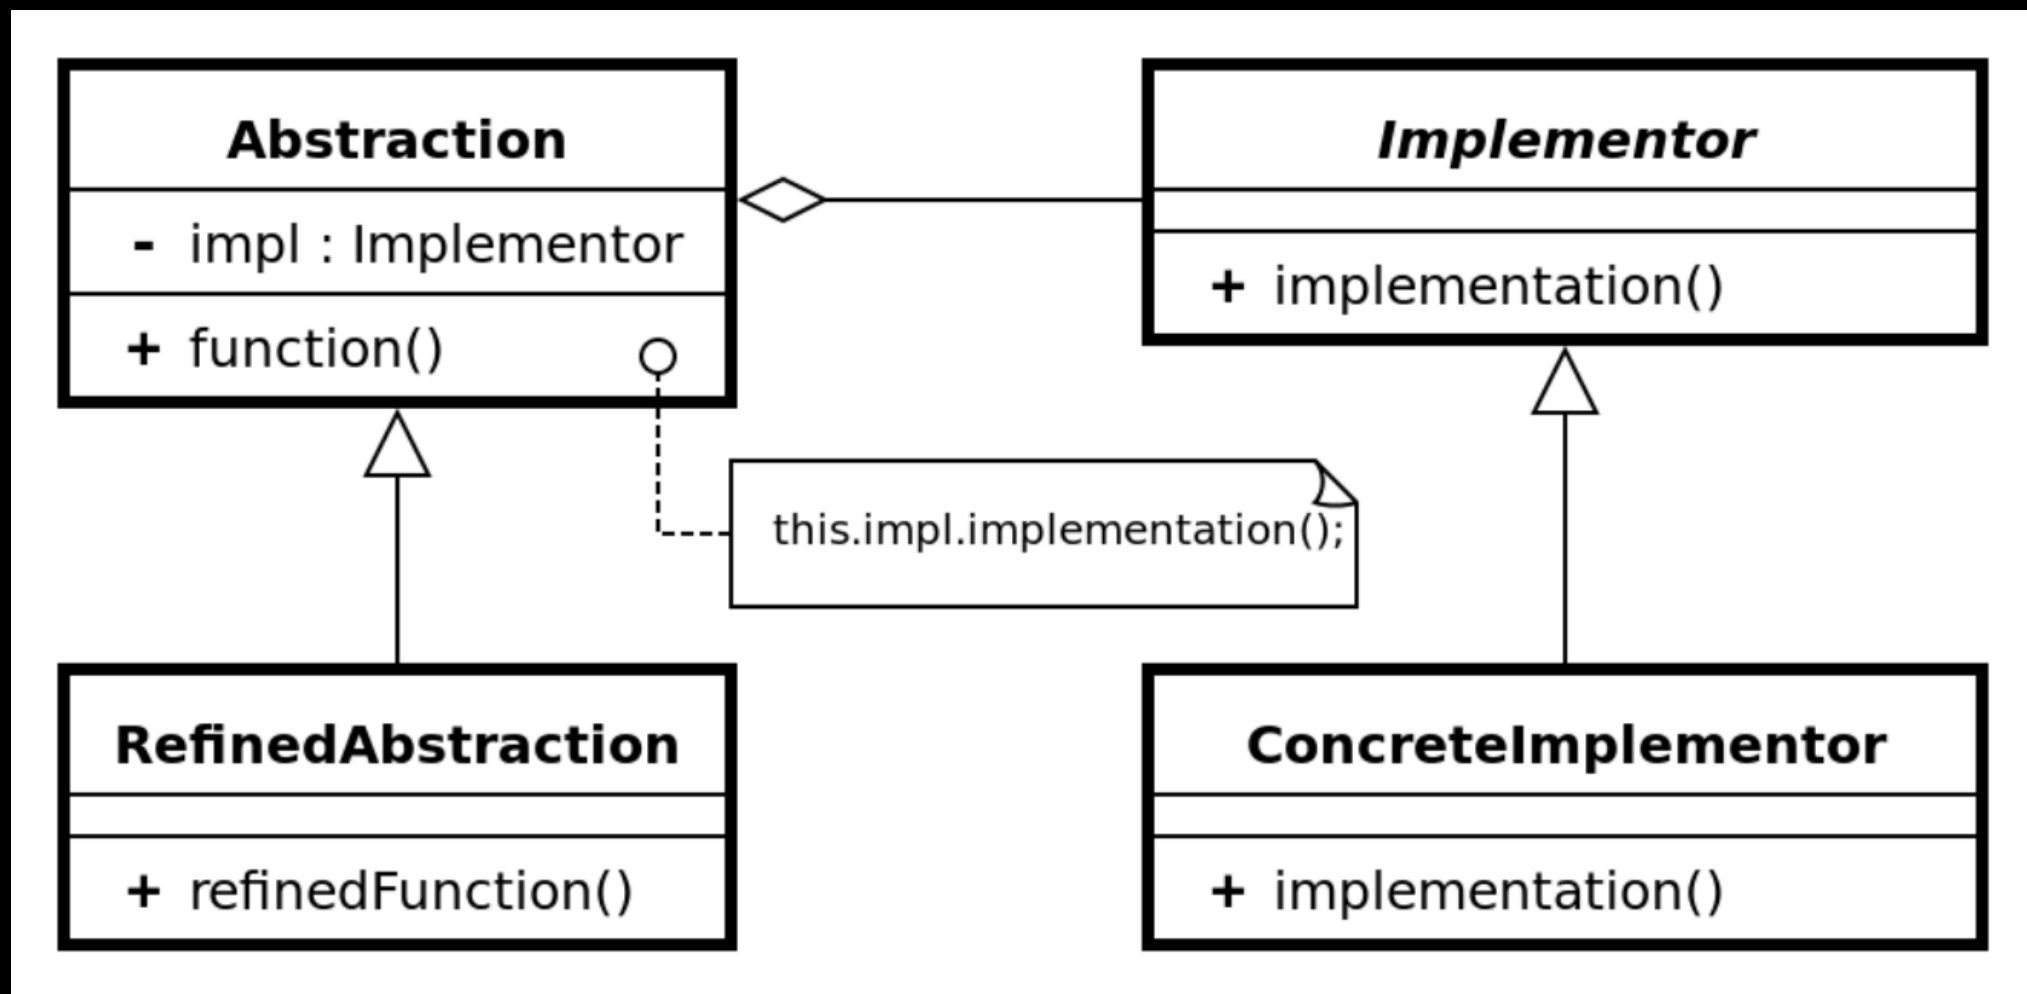 Abstraction
- impl : Implementor
+ function()
Implementor
+ implementation()
this.impl.implementation();
RefinedAbstraction
+ refinedFunction()
ConcreteImplementor
+ implementation()